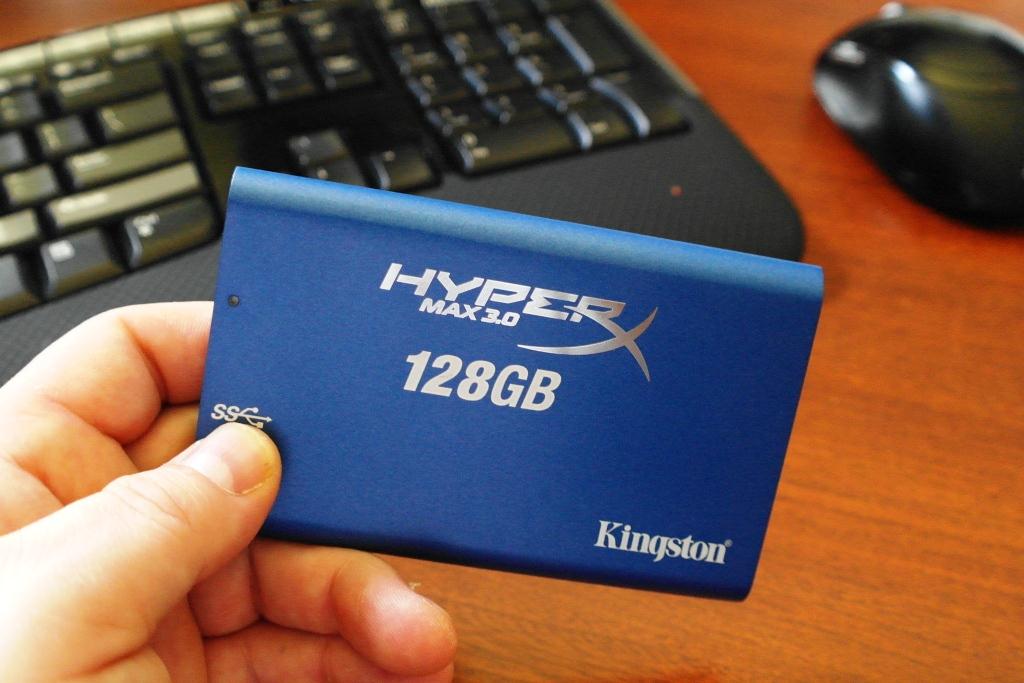 HYPERX
MAX 3.0
128GB
SS
Kingston®